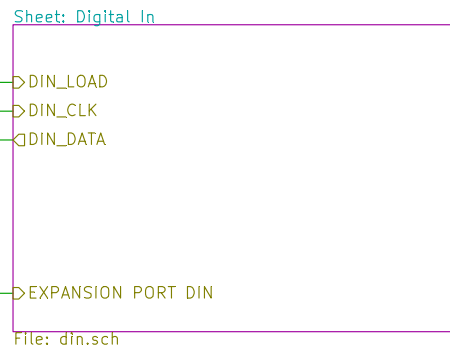 Sheet: Digital In
DIN_LOAD
DIN_CLK
DIN_DATA
EXPANSION PORT DIN
File: din.sch